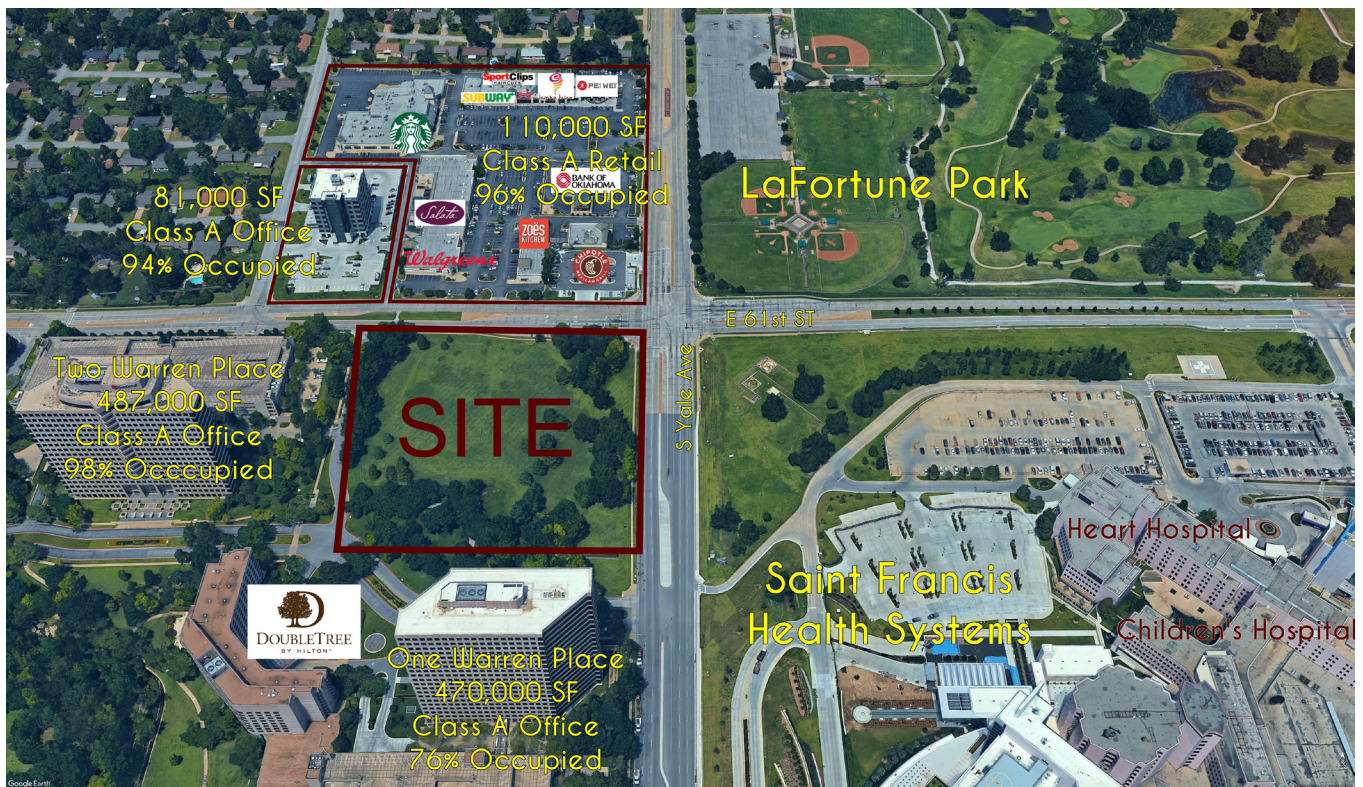 SportClips
HAIRCUTS
SUBWAY
PEI WEI
110,000 SF
Class A Retail
96% Occupied
BANK OF
OKLAHOMA
81,000 SF
Class A Office
94% Occupied
Salata
Walgreens
ZOËS
KITCHEN
CHIPOTLE
LaFortune Park
E 61st ST
S Yale Ave
SITE
Two Warren Place
487,000 SF
Class A Office
98% Occcupied
Heart Hospital
Saint Francis
Health Systems
Children's Hospital
D
DOUBLETREE
BY HILTON™
One Warren Place
470,000 SF
Class A Office
76% Occupied
Google Earth